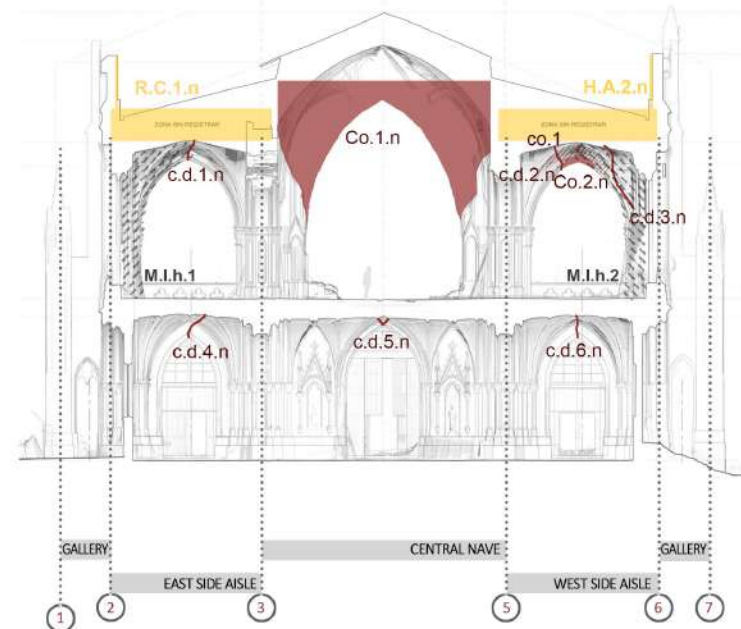 R.C.1.n
H.A.2.n
ZONA SIN REGISTRAR
ZONA SIN REGISTRAR
Co.1.n
co.1
c.d.1.n
c.d.2.n
Co.2.n
c.d.3.n
M.I.h.1
M.I.h.2
c.d.4.n
c.d.5.n
c.d.6.n
GALLERY
CENTRAL NAVE
GALLERY
EAST SIDE AISLE
WEST SIDE AISLE
1
2
3
5
6
7